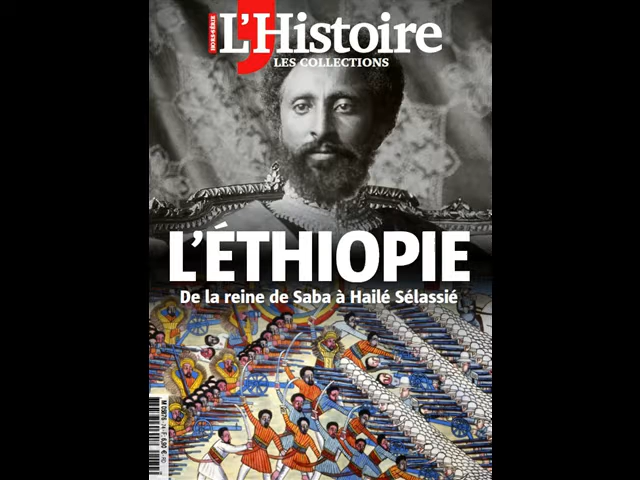 HORS-SÉRIE
L'Histoire
LES COLLECTIONS
L'ÉTHIOPIE
De la reine de Saba à Hailé Sélassié